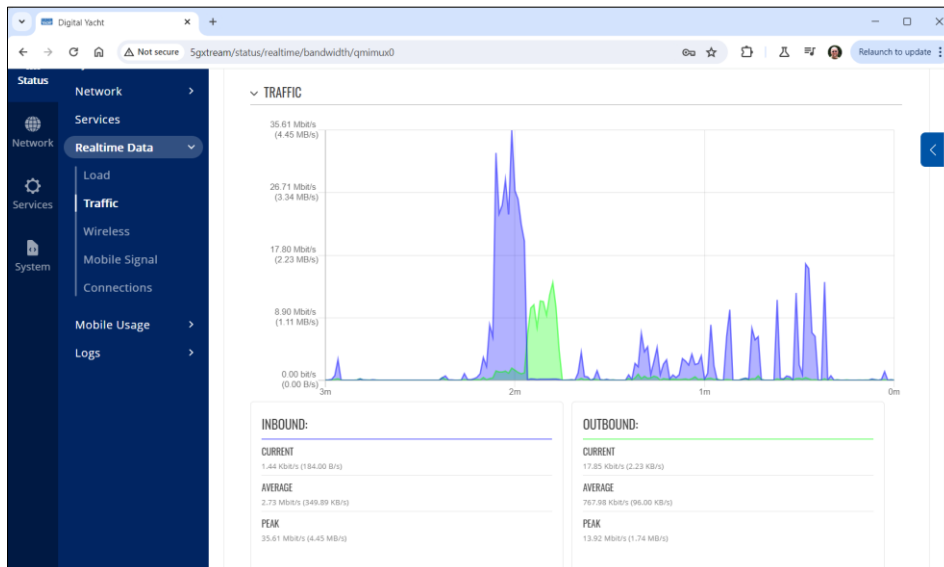 Digital Yacht
Not secure
5gxtream/status/realtime/bandwidth/qmimux0
Relaunch to update
Status
Network
Services
System
Network
Services
Realtime Data
Load
Traffic
Wireless
Mobile Signal
Connections
Mobile Usage
Logs
TRAFFIC
35.61 Mbit/s
(4.45 MB/s)
26.71 Mbit/s
(3.34 MB/s)
17.80 Mbit/s
(2.23 MB/s)
8.90 Mbit/s
(1.11 MB/s)
0.00 bit/s
(0.00 B/s)
3m
2m
1m
0m
INBOUND:
CURRENT
1.44 Kbit/s (184.00 B/s)
AVERAGE
2.73 Mbit/s (349.89 KB/s)
PEAK
35.61 Mbit/s (4.45 MB/s)
OUTBOUND:
CURRENT
17.85 Kbit/s (2.23 KB/s)
AVERAGE
767.98 Kbit/s (96.00 KB/s)
PEAK
13.92 Mbit/s (1.74 MB/s)